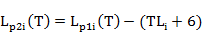 L_{p2i}(T) = L_{p1i}(T) − (TL_i + 6)